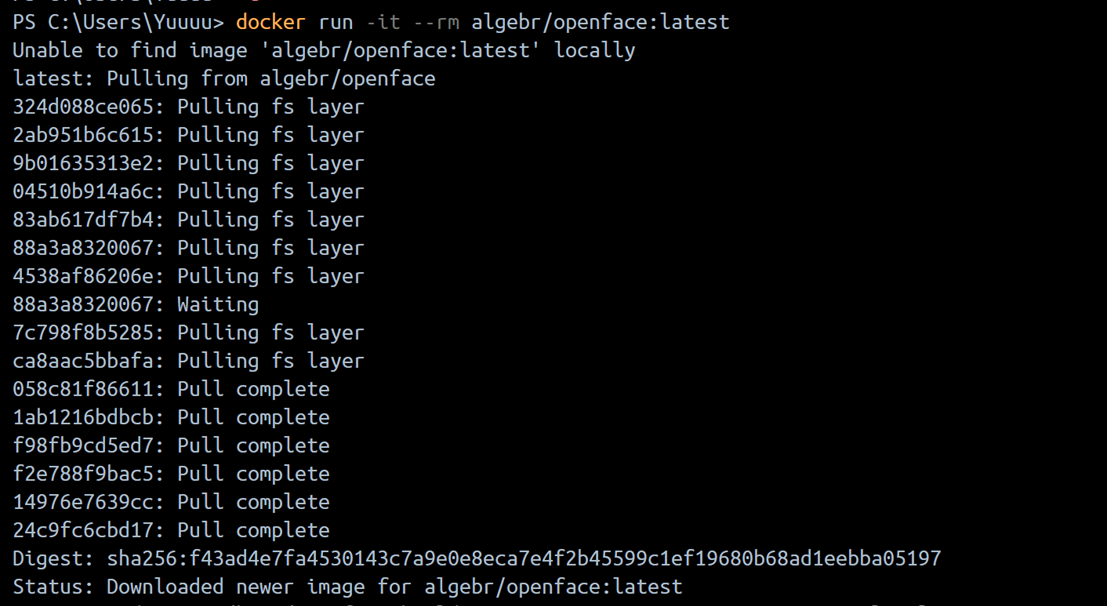 PS C:\Users\Yuuuu> docker run -it --rm algebr/openface:latest
Unable to find image 'algebr/openface:latest' locally
latest: Pulling from algebr/openface
324d088ce065: Pulling fs layer
2ab951b6c615: Pulling fs layer
9b01635313e2: Pulling fs layer
04510b914a6c: Pulling fs layer
83ab617df7b4: Pulling fs layer
88a3a8320067: Pulling fs layer
4538af86206e: Pulling fs layer
88a3a8320067: Waiting
7c798f8b5285: Pulling fs layer
ca8aac5bbafa: Pulling fs layer
058c81f86611: Pull complete
1ab1216bdbcb: Pull complete
f98fb9cd5ed7: Pull complete
f2e788f9bac5: Pull complete
14976e7639cc: Pull complete
24c9fc6cbd17: Pull complete
Digest: sha256:f43ad4e7fa4530143c7a9e0e8eca7e4f2b45599c1ef19680b68ad1eebba05197
Status: Downloaded newer image for algebr/openface:latest